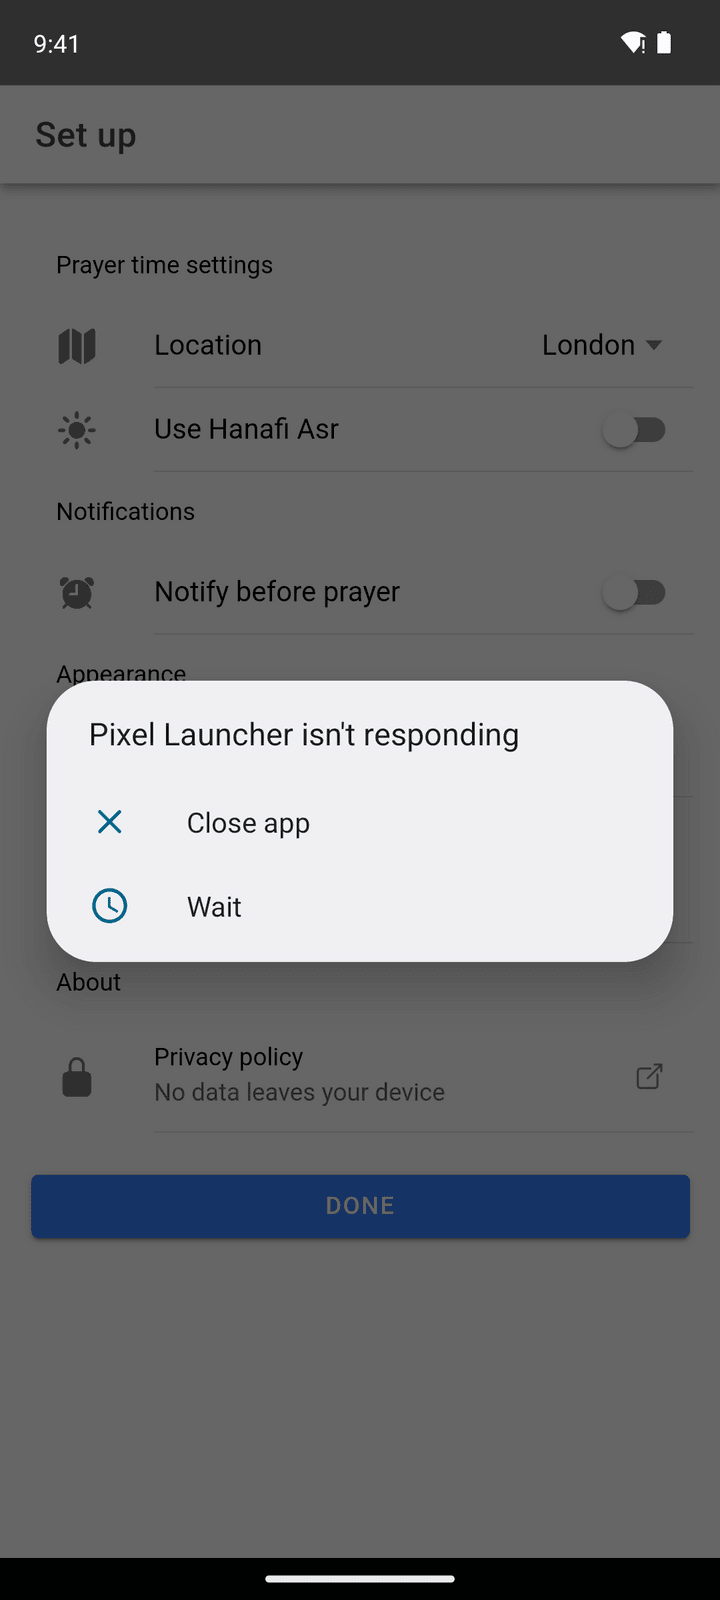 9:41
Set up
Prayer time settings
Location
London
Use Hanafi Asr
Notifications
Notify before prayer
Appearance
Pixel Launcher isn't responding
Close app
Wait
About
Privacy policy
No data leaves your device
DONE